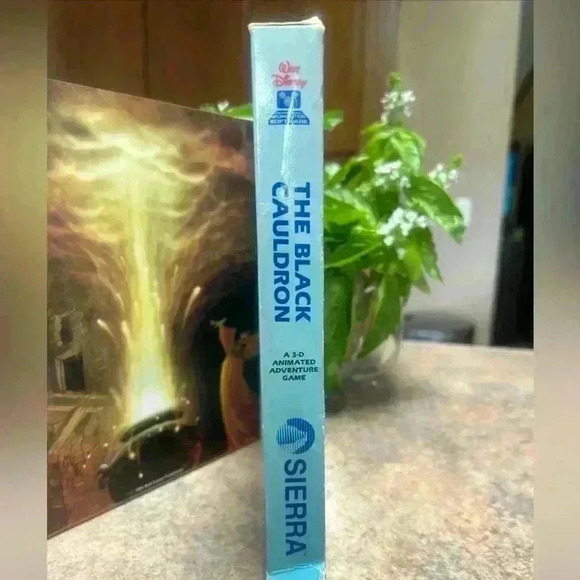 Walt
Disney
COMPUTER
SOFTWARE
THE BLACK
CAULDRON
A 3-D
ANIMATED
ADVENTURE
GAME
SIERRA